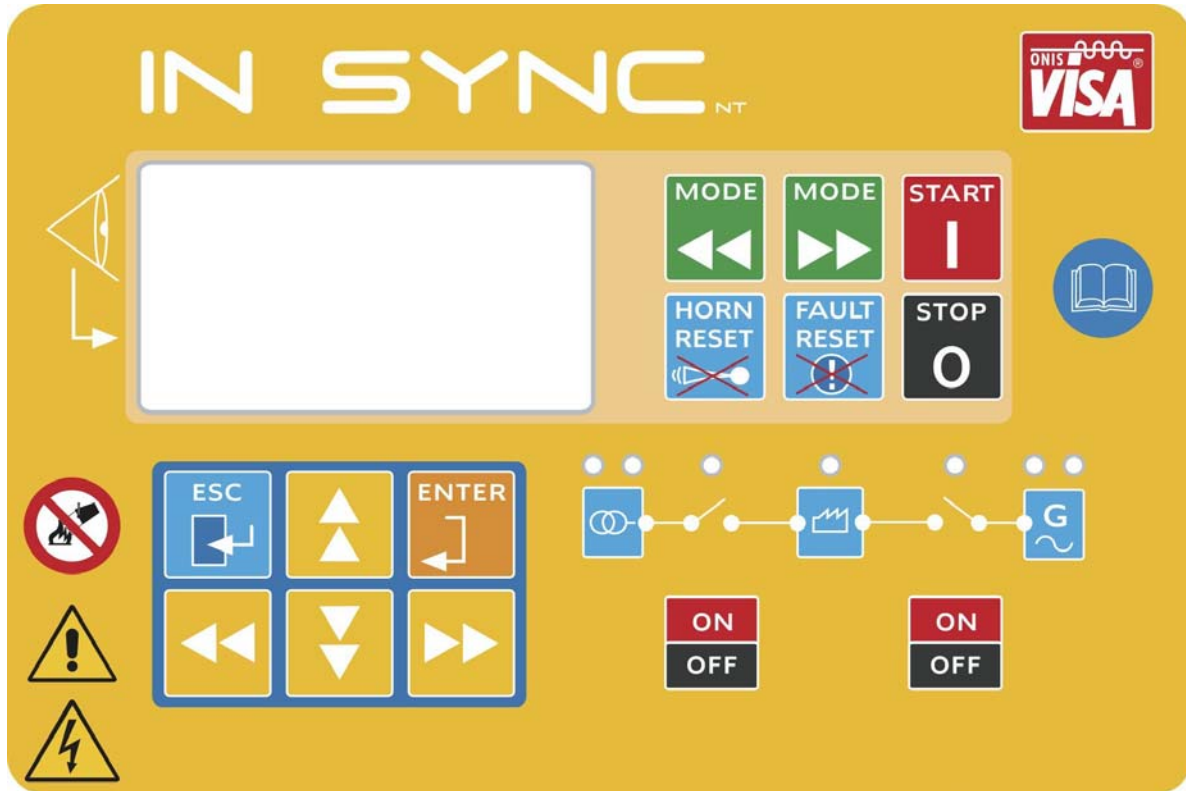 IN SYNC NT
ONIS
VISA®
MODE
MODE
START
I
HORN
RESET
FAULT
RESET
!
STOP
O
ESC
ENTER
G
ON
OFF
ON
OFF